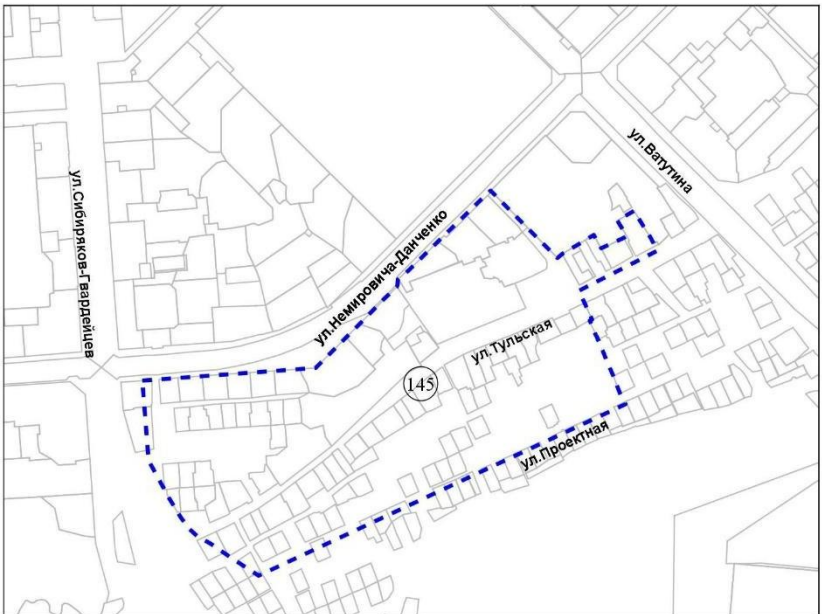 ул.Ватутина
ул.Сибиряков-Гвардейцев
ул.Немировича-Данченко
ул.Тульская
145
ул.Проектная